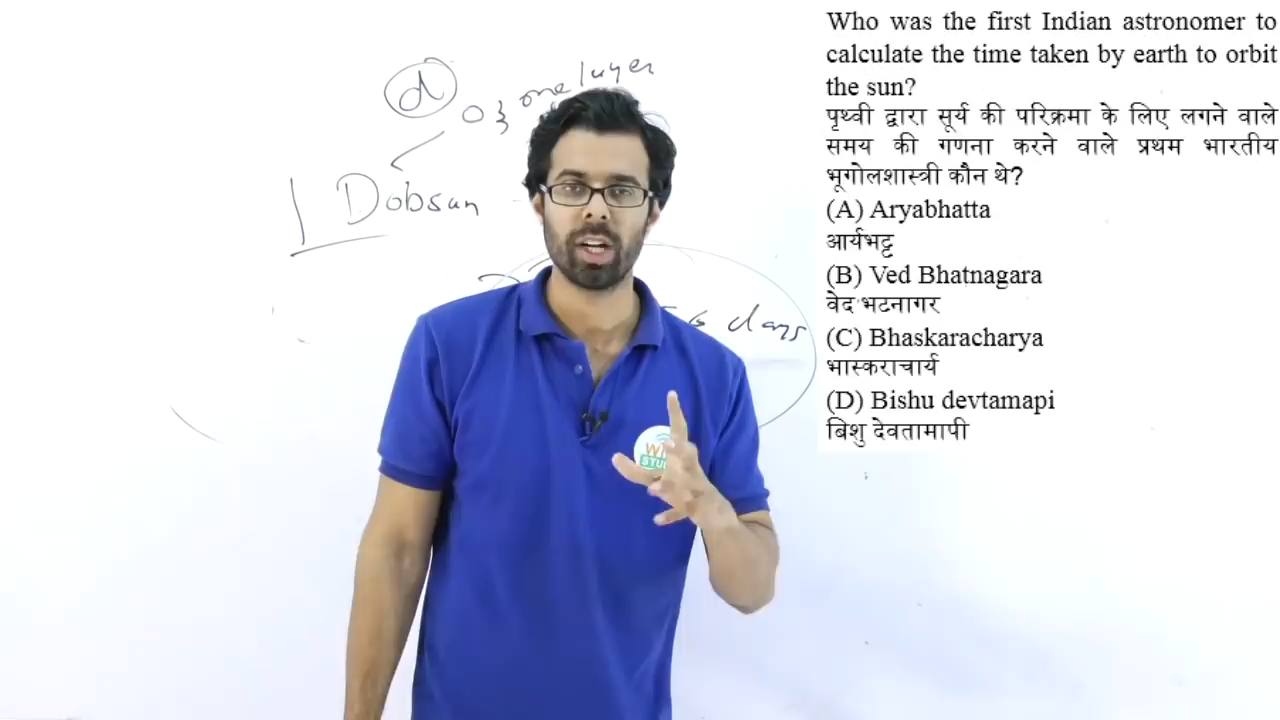 Who was the first Indian astronomer to
calculate the time taken by earth to orbit
the sun?
पृथ्वी द्वारा सूर्य की परिक्रमा के लिए लगने वाले
समय की गणना करने वाले प्रथम भारतीय
भूगोलशास्त्री कौन थे?
(A) Aryabhatta
आर्यभट्ट
(B) Ved Bhatnagara
वेद भटनागर
(C) Bhaskaracharya
भास्कराचार्य
(D) Bishu devtamapi
बिशु देवतामापी
d
O3 one layer
Dobsan
days